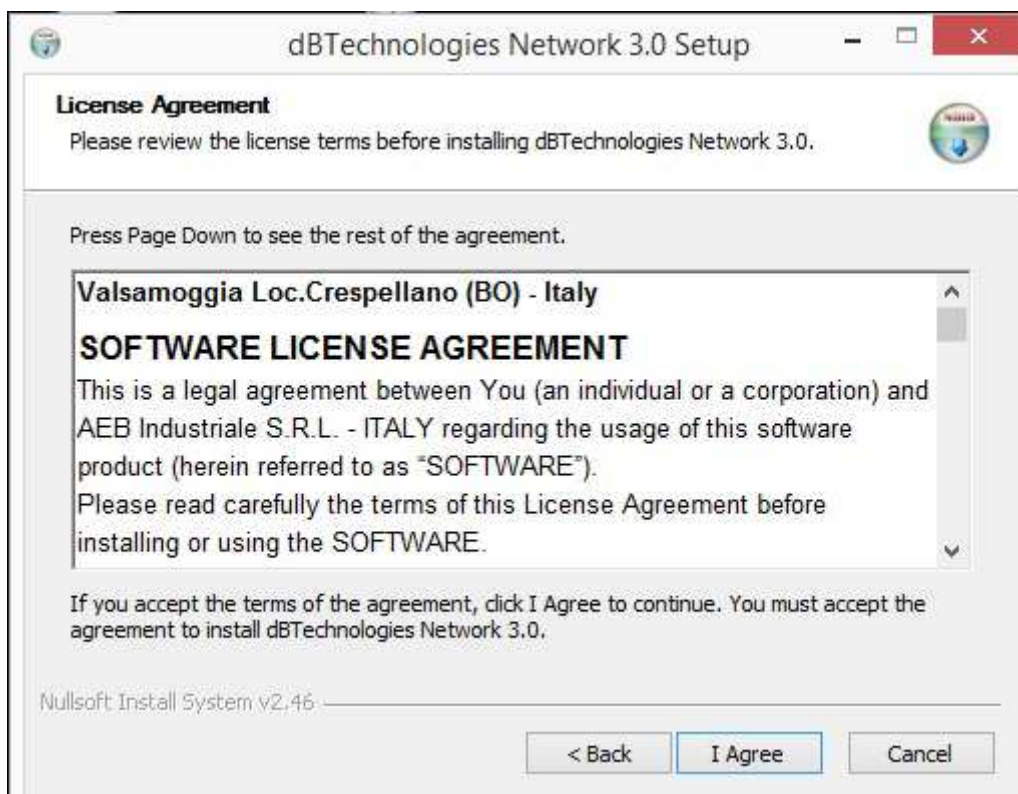 dBTechnologies Network 3.0 Setup
License Agreement
Please review the license terms before installing dBTechnologies Network 3.0.
Press Page Down to see the rest of the agreement.
Valsamoggia Loc.Crespellano (BO) - Italy
SOFTWARE LICENSE AGREEMENT
This is a legal agreement between You (an individual or a corporation) and
AEB Industriale S.R.L. - ITALY regarding the usage of this software
product (herein referred to as “SOFTWARE”).
Please read carefully the terms of this License Agreement before
installing or using the SOFTWARE.
If you accept the terms of the agreement, click I Agree to continue. You must accept the
agreement to install dBTechnologies Network 3.0.
Nullsoft Install System v2.46
< Back
I Agree
Cancel